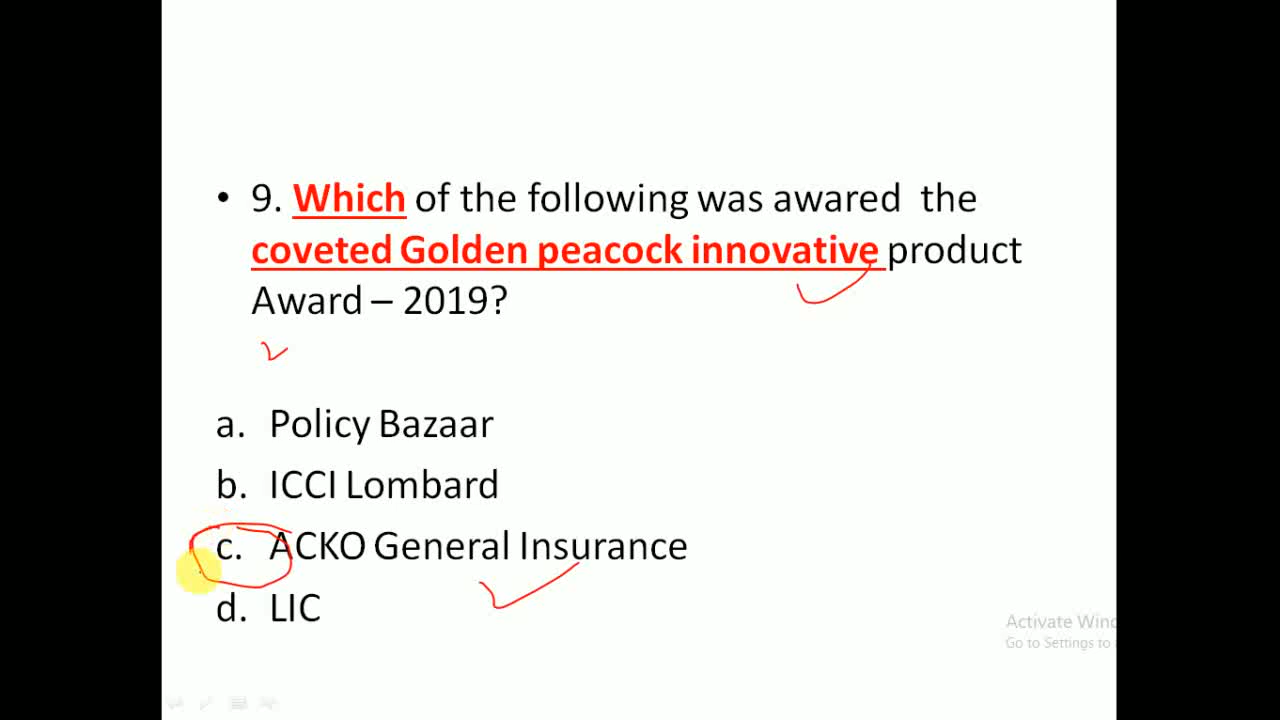 • 9. Which of the following was awared the
coveted Golden peacock innovative product
Award – 2019?
a. Policy Bazaar
b. ICCI Lombard
c. ACKO General Insurance
d. LIC
Activate Winc
Go to Settings to